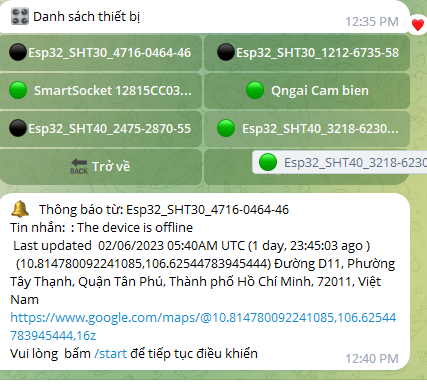 Danh sách thiết bị
12:35 PM
Esp32_SHT30_4716-0464-46
Esp32_SHT30_1212-6735-58
SmartSocket 12815CC03...
Qngai Cam bien
Esp32_SHT40_2475-2870-55
Esp32_SHT40_3218-6230...
BACK Trở về
Esp32_SHT40_3218-6230
Thông báo từ: Esp32_SHT30_4716-0464-46
Tin nhắn: : The device is offline
Last updated 02/06/2023 05:40AM UTC (1 day, 23:45:03 ago )
(10.814780092241085,106.62544783945444) Đường D11, Phường
Tây Thạnh, Quận Tân Phú, Thành phố Hồ Chí Minh, 72011, Việt
Nam
https://www.google.com/maps/@10.814780092241085,106.62544
783945444,16z
Vui lòng bấm /start để tiếp tục điều khiển
12:40 PM